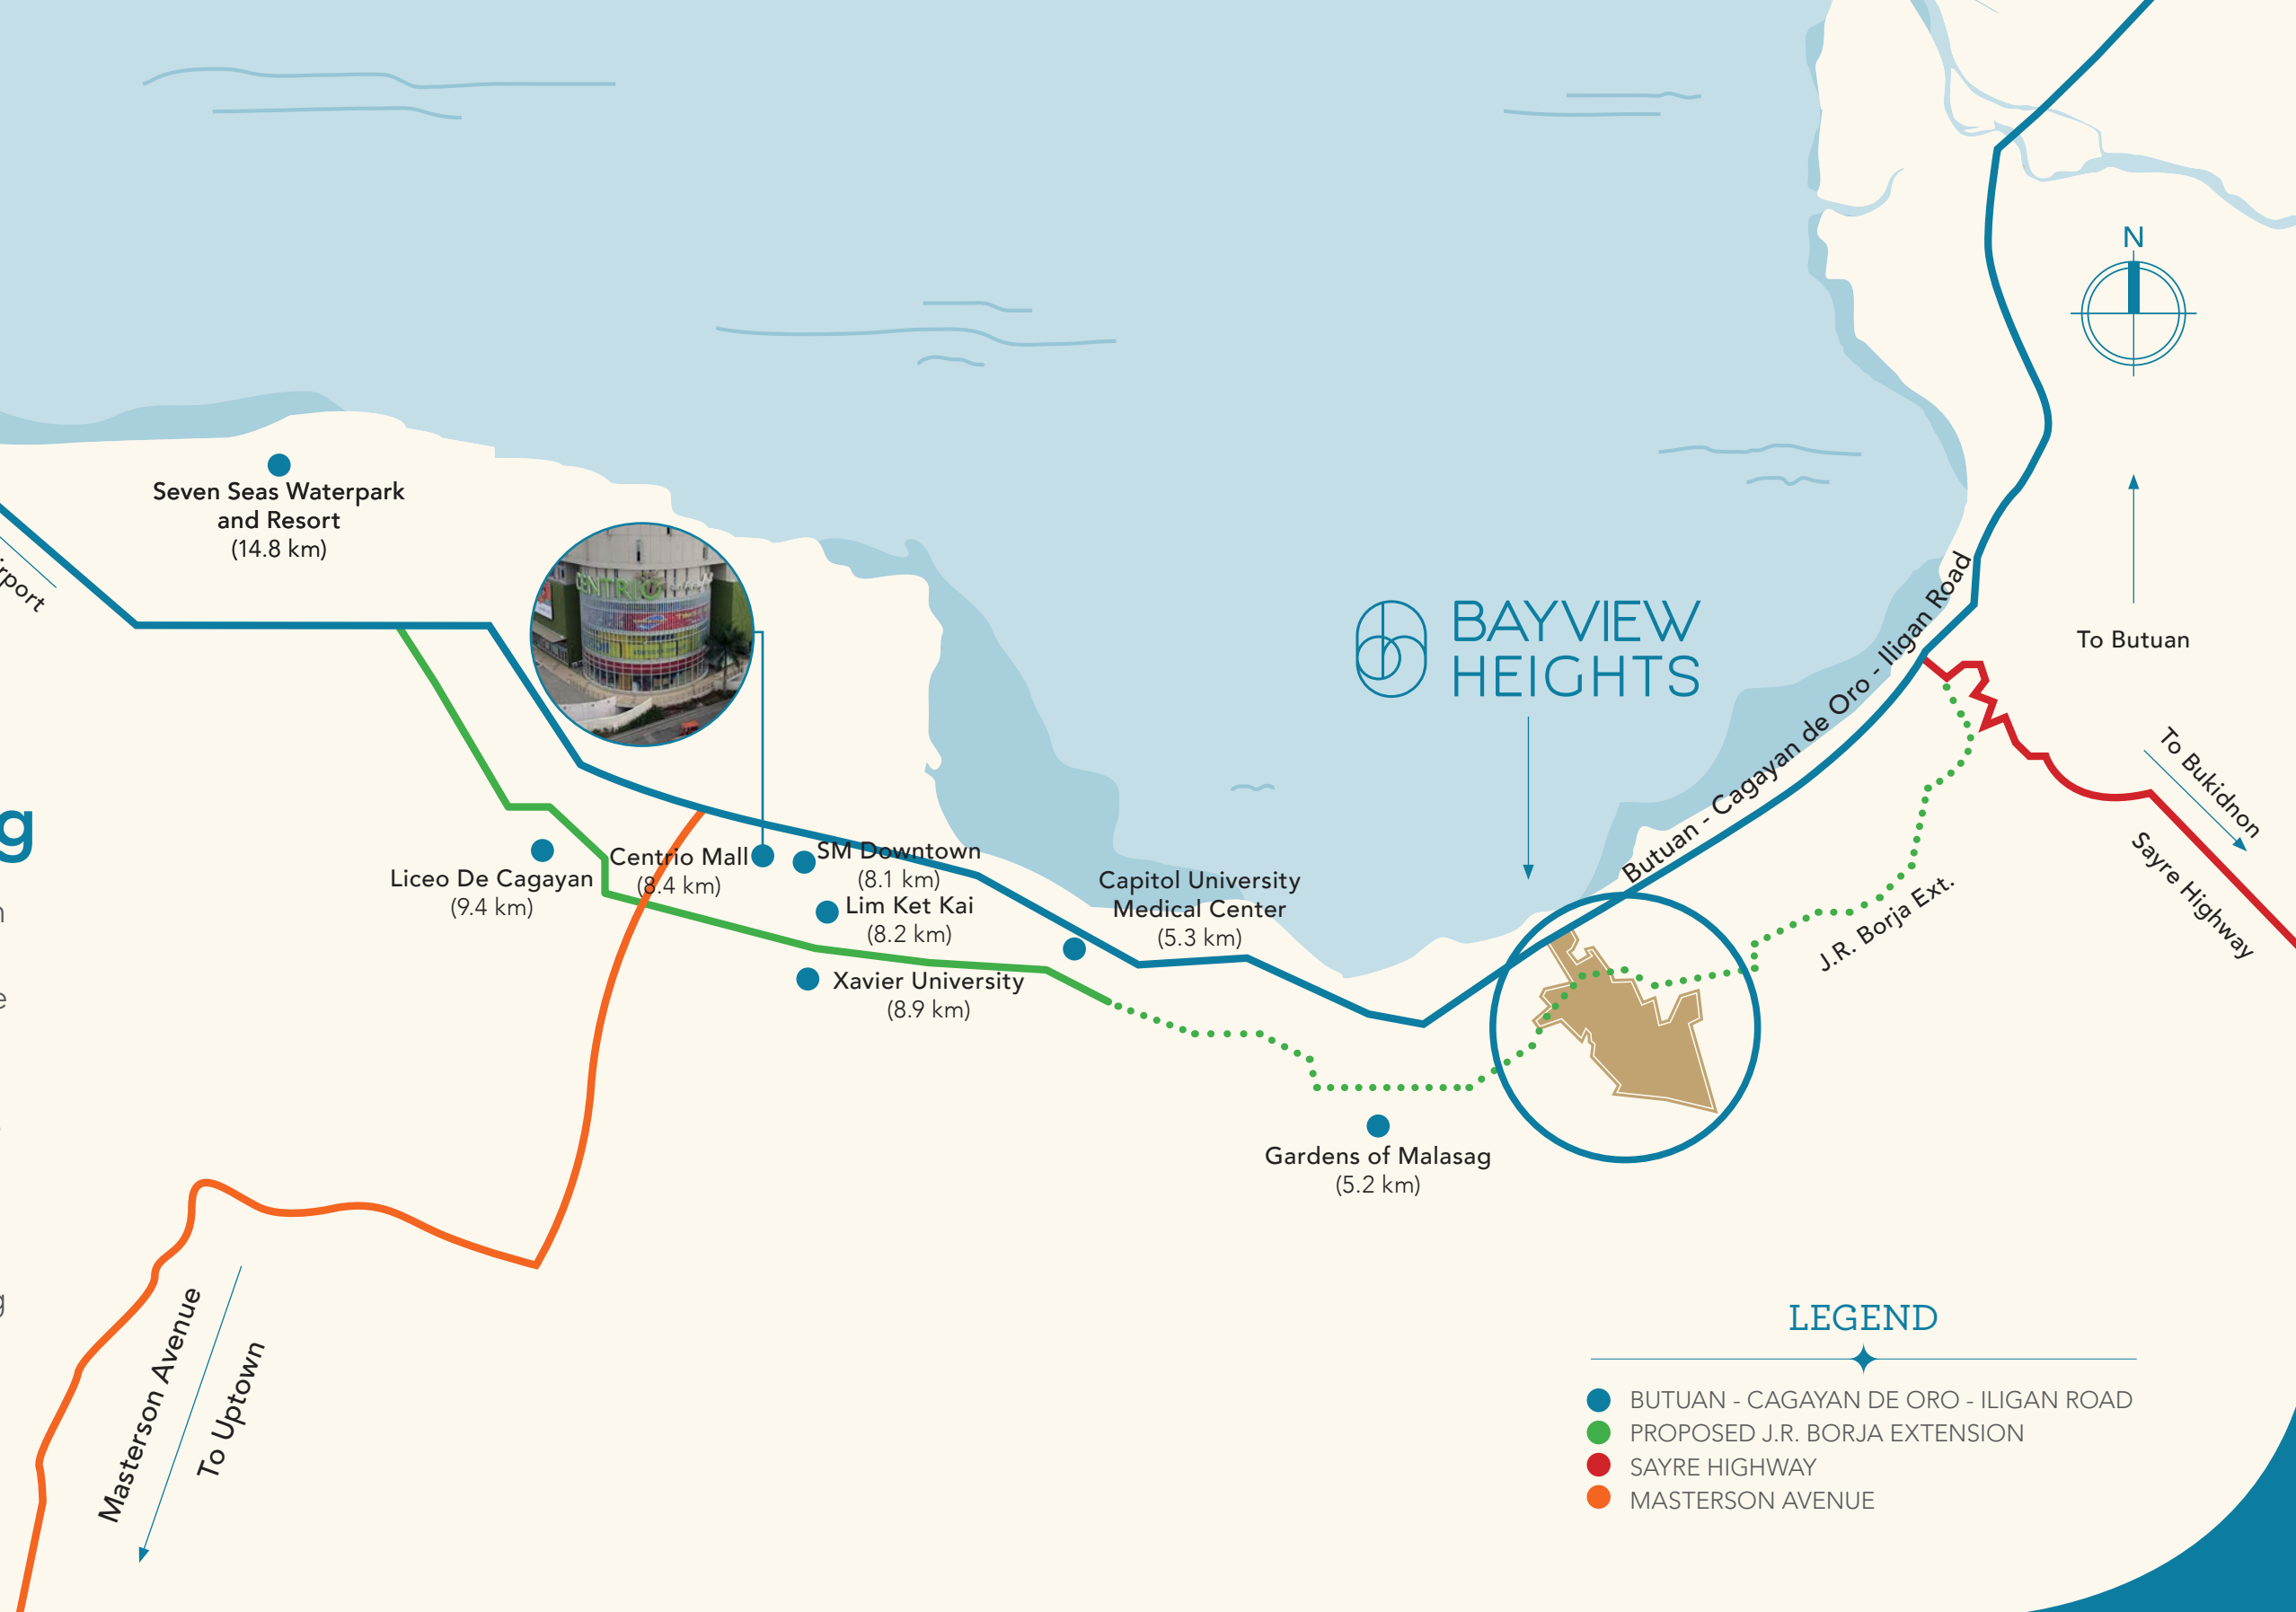 N
Seven Seas Waterpark
and Resort
(14.8 km)
CENTRIO
BAYVIEW
HEIGHTS
Butuan - Cagayan de Oro - Iligan Road
To Butuan
To Bukidnon
Sayre Highway
J.R. Borja Ext.
g
Liceo De Cagayan
(9.4 km)
Centrio Mall
(8.4 km)
SM Downtown
(8.1 km)
Lim Ket Kai
(8.2 km)
Capitol University
Medical Center
(5.3 km)
Xavier University
(8.9 km)
Gardens of Malasag
(5.2 km)
e
g
Masterson Avenue
To Uptown
LEGEND
BUTUAN - CAGAYAN DE ORO - ILIGAN ROAD
PROPOSED J.R. BORJA EXTENSION
SAYRE HIGHWAY
MASTERSON AVENUE